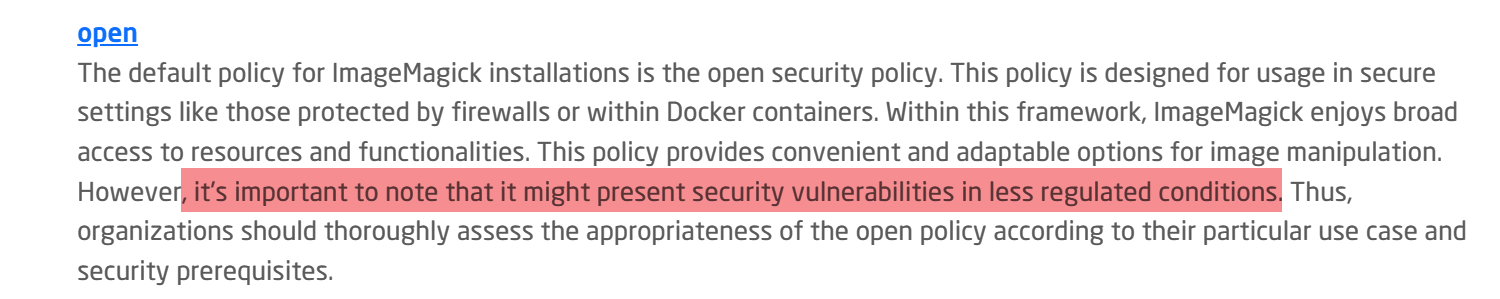 open
The default policy for ImageMagick installations is the open security policy. This policy is designed for usage in secure
settings like those protected by firewalls or within Docker containers. Within this framework, ImageMagick enjoys broad
access to resources and functionalities. This policy provides convenient and adaptable options for image manipulation.
However, it's important to note that it might present security vulnerabilities in less regulated conditions. Thus,
organizations should thoroughly assess the appropriateness of the open policy according to their particular use case and
security prerequisites.